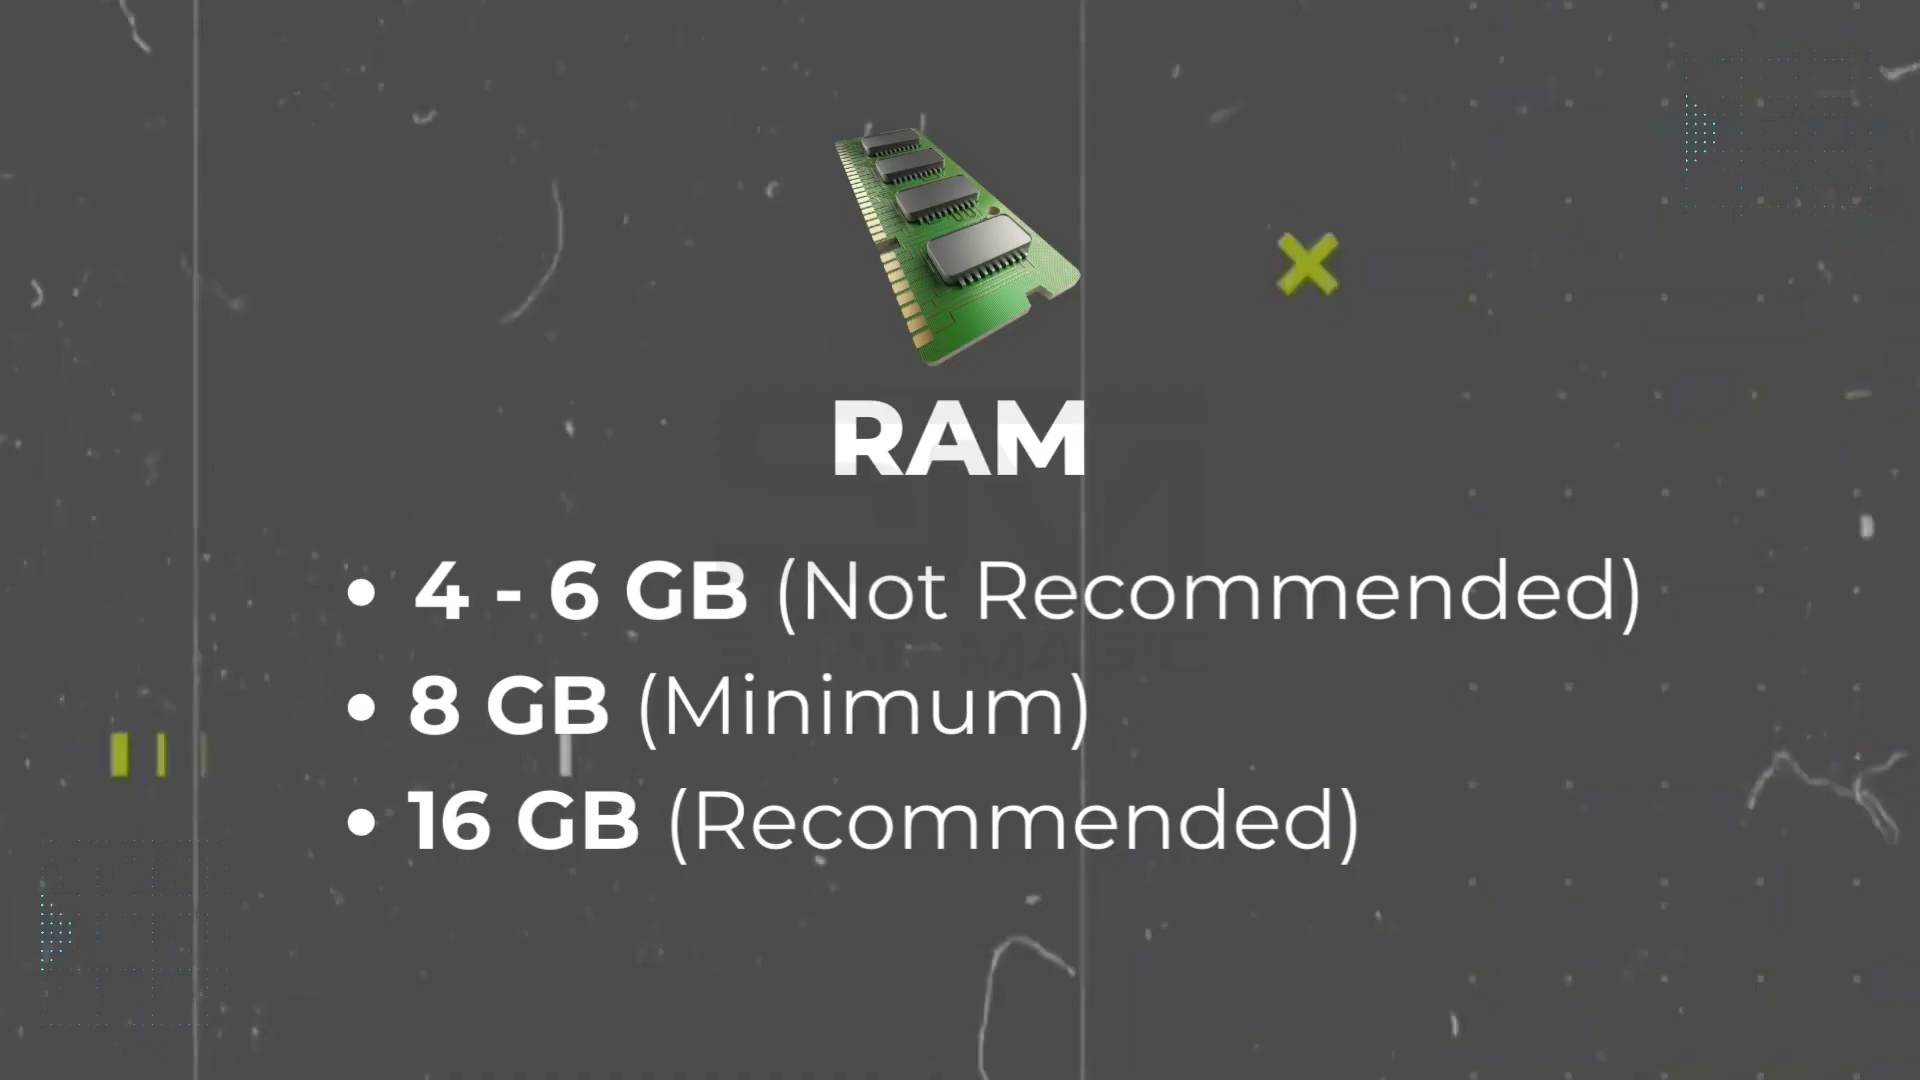 RAM
• 4 - 6 GB (Not Recommended)
• 8 GB (Minimum)
• 16 GB (Recommended)